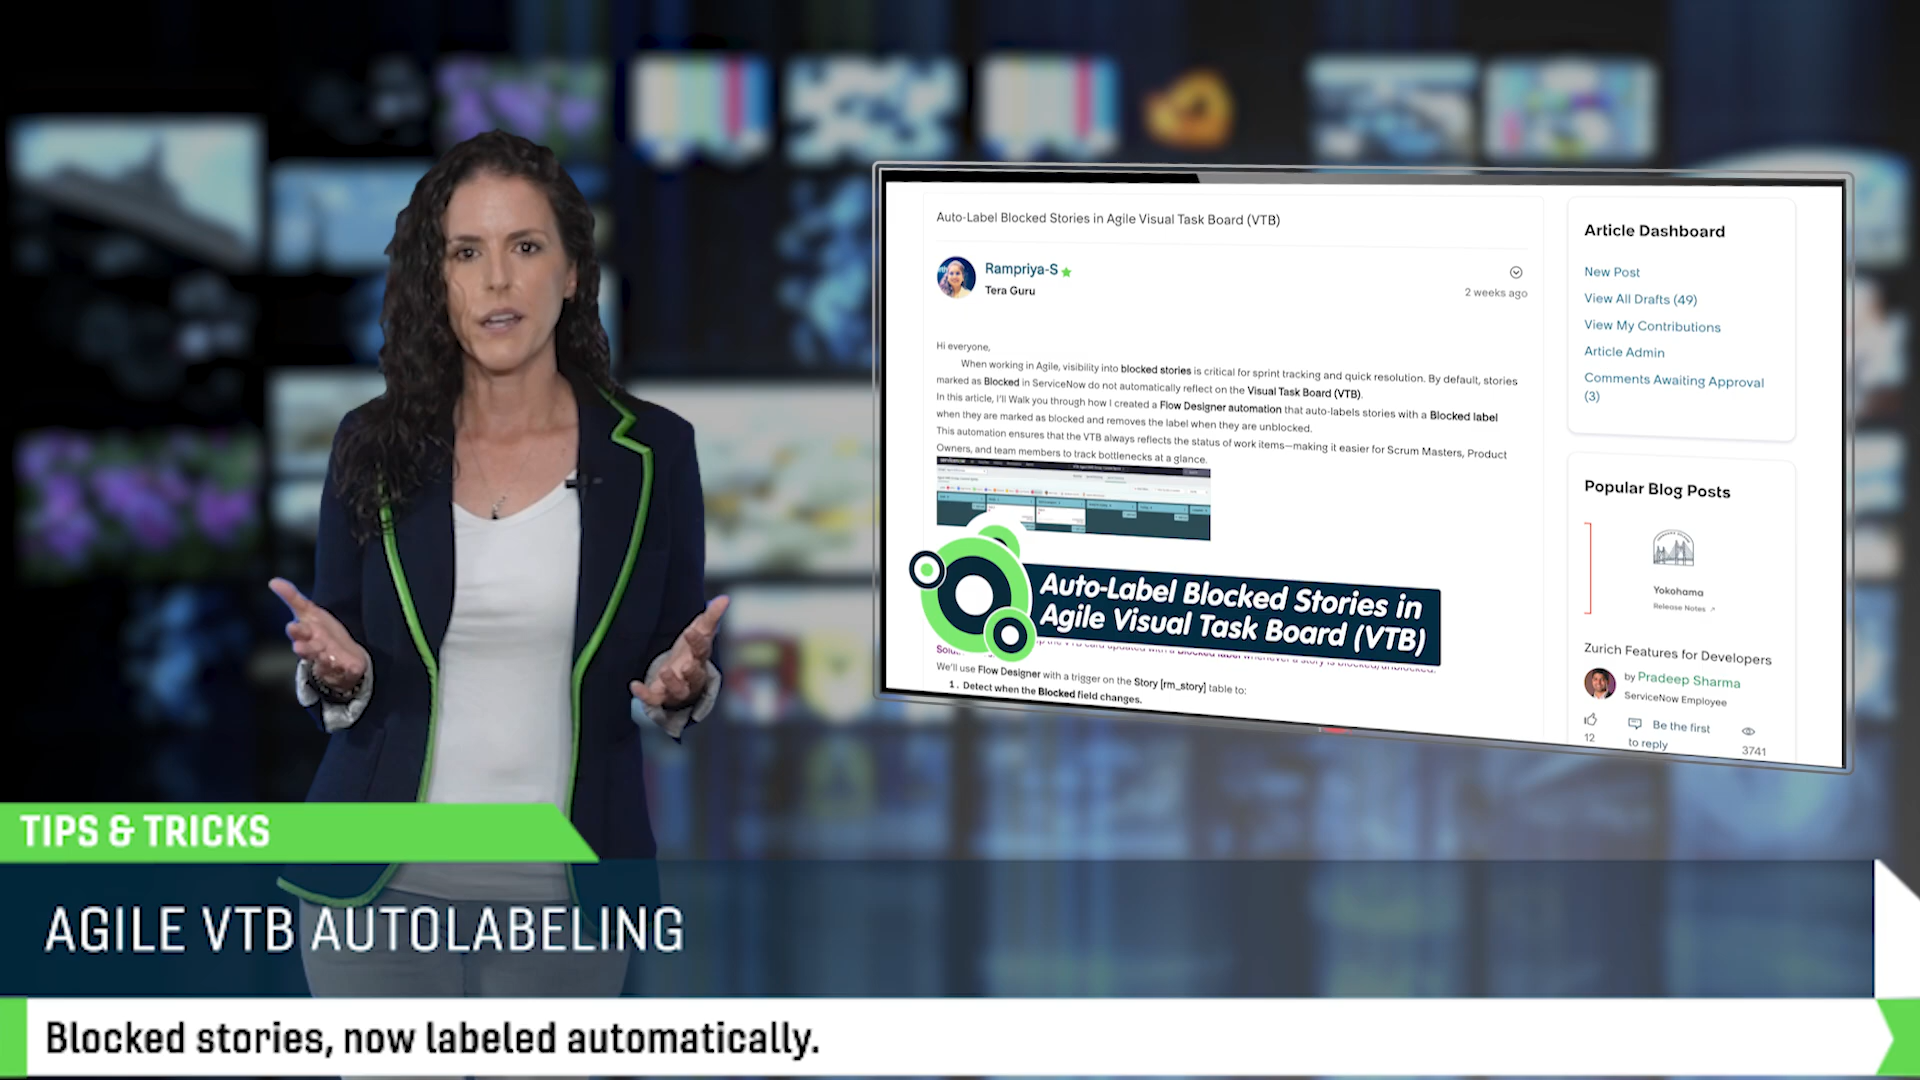 Auto-Label Blocked Stories in Agile Visual Task Board (VTB)
Rampriya-S
Tera Guru
2 weeks ago
Hi everyone,
When working in Agile, visibility into blocked stories is critical for sprint tracking and quick resolution. By default, stories
marked as Blocked in ServiceNow do not automatically reflect on the Visual Task Board (VTB).
In this article, I'll Walk you through how I created a Flow Designer automation that auto-labels stories with a Blocked label
when they are marked as blocked and removes the label when they are unblocked.
This automation ensures that the VTB always reflects the status of work items—making it easier for Scrum Masters, Product
Owners, and team members to track bottlenecks at a glance.
Auto-Label Blocked Stories in
Agile Visual Task Board (VTB)
We'll use Flow Designer with a trigger on the Story [rm_story] table to:
1. Detect when the Blocked field changes.
Article Dashboard
New Post
View All Drafts (49)
View My Contributions
Article Admin
Comments Awaiting Approval
(3)
Popular Blog Posts
Yokohama
Release Notes
Zurich Features for Developers
by Pradeep Sharma
ServiceNow Employee
12
Be the first
to reply
3741
TIPS & TRICKS
AGILE VTB AUTOLABELING
Blocked stories, now labeled automatically.